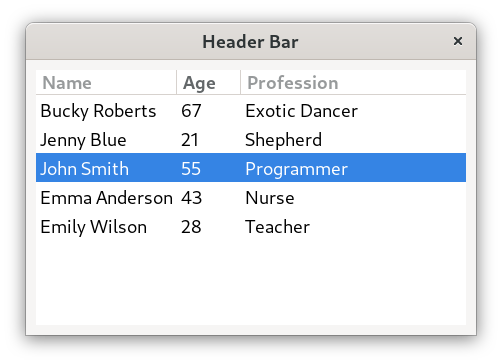 Header Bar ×
Name Age Profession
Bucky Roberts 67 Exotic Dancer
Jenny Blue 21 Shepherd
John Smith 55 Programmer
Emma Anderson 43 Nurse
Emily Wilson 28 Teacher